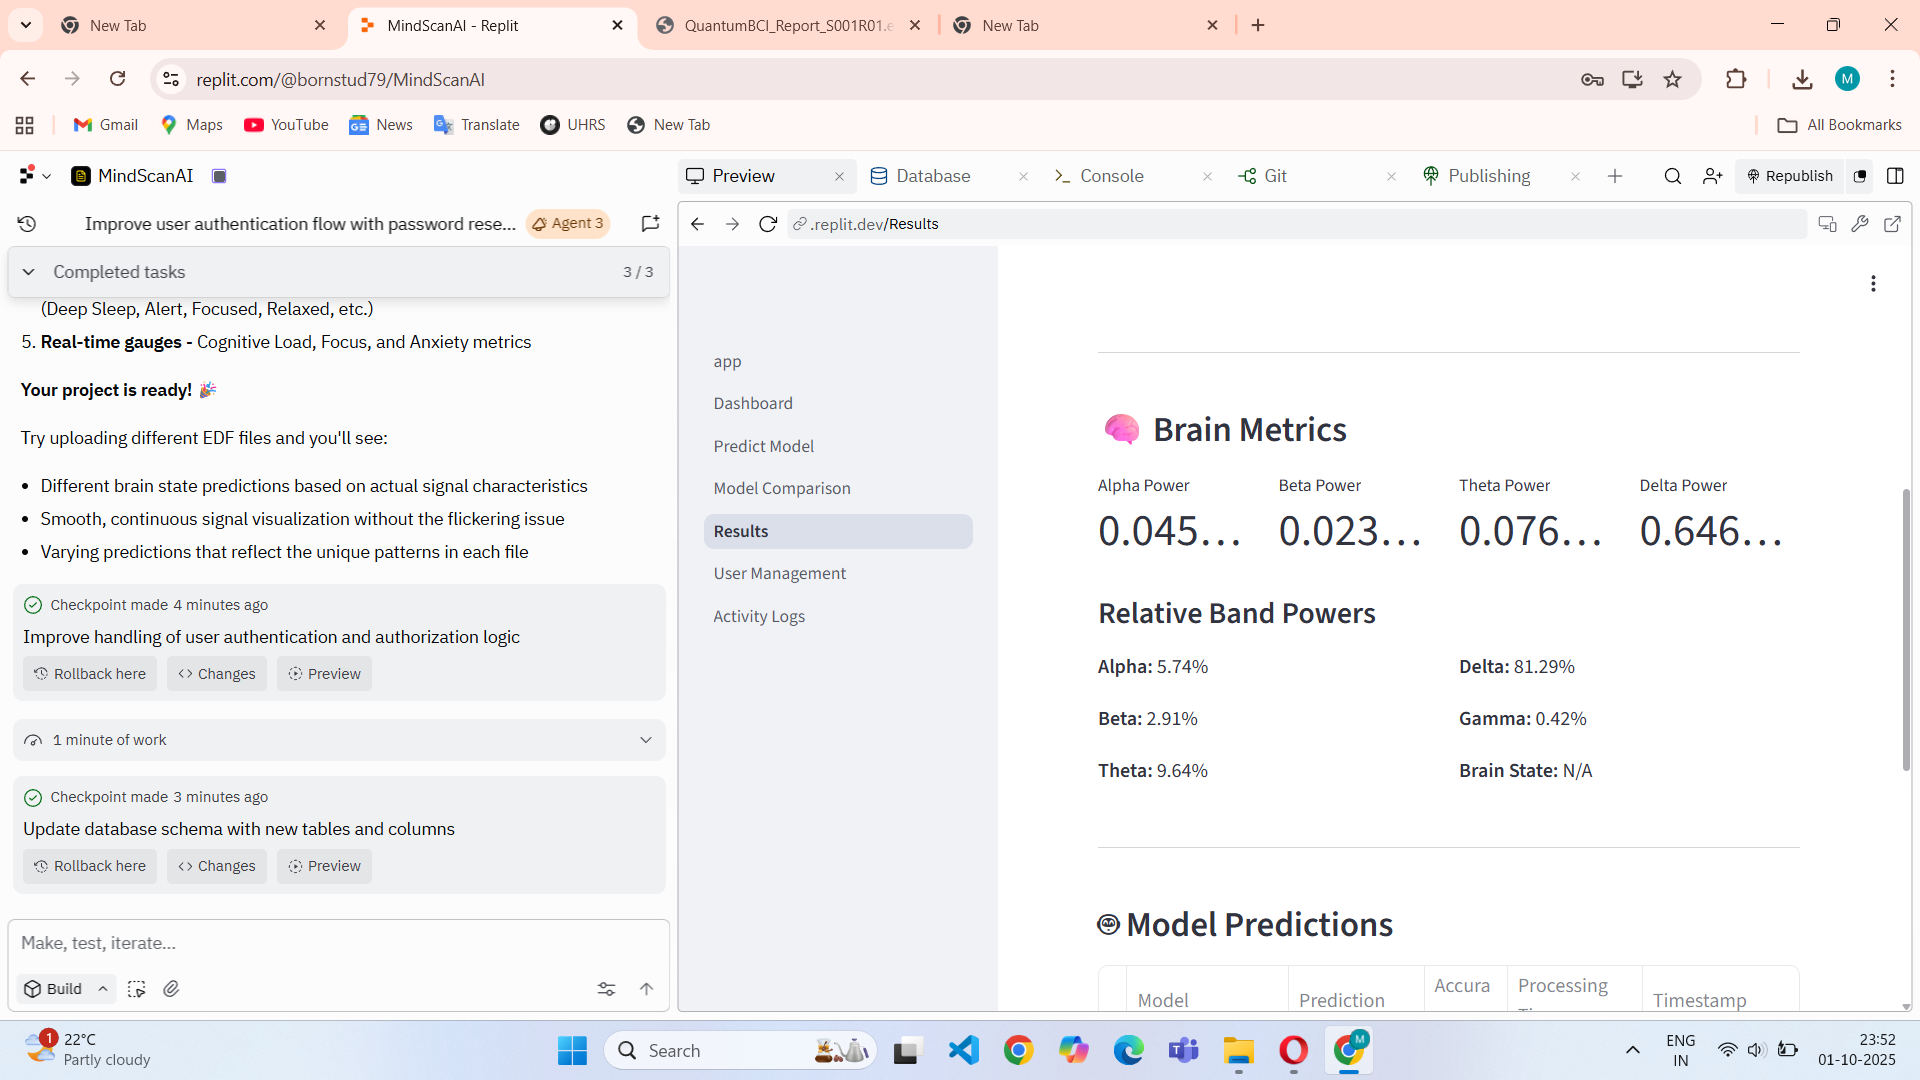 New Tab
MindScanAI - Replit
QuantumBCI_Report_S001R01.e
New Tab
replit.com/@bornstud79/MindScanAI
M
Gmail
Maps
YouTube
News
Translate
UHRS
New Tab
All Bookmarks
MindScanAI
Preview
Database
Console
Git
Publishing
Republish
Improve user authentication flow with password rese...
Agent 3
.replit.dev/Results
Completed tasks
3 / 3
(Deep Sleep, Alert, Focused, Relaxed, etc.)
5. Real-time gauges - Cognitive Load, Focus, and Anxiety metrics
Your project is ready! 🎉
Try uploading different EDF files and you'll see:
• Different brain state predictions based on actual signal characteristics
• Smooth, continuous signal visualization without the flickering issue
• Varying predictions that reflect the unique patterns in each file
Checkpoint made 4 minutes ago
Improve handling of user authentication and authorization logic
Rollback here
Changes
Preview
1 minute of work
Checkpoint made 3 minutes ago
Update database schema with new tables and columns
Rollback here
Changes
Preview
Make, test, iterate...
Build
app
Dashboard
Predict Model
Model Comparison
Results
User Management
Activity Logs
🧠 Brain Metrics
Alpha Power
Beta Power
Theta Power
Delta Power
0.045...
0.023...
0.076...
0.646...
Relative Band Powers
Alpha: 5.74%
Delta: 81.29%
Beta: 2.91%
Gamma: 0.42%
Theta: 9.64%
Brain State: N/A
Model Predictions
Model
Prediction
Accura
Processing
Timestamp
1
22°C
Partly cloudy
Search
M
ENG
IN
23:52
01-10-2025